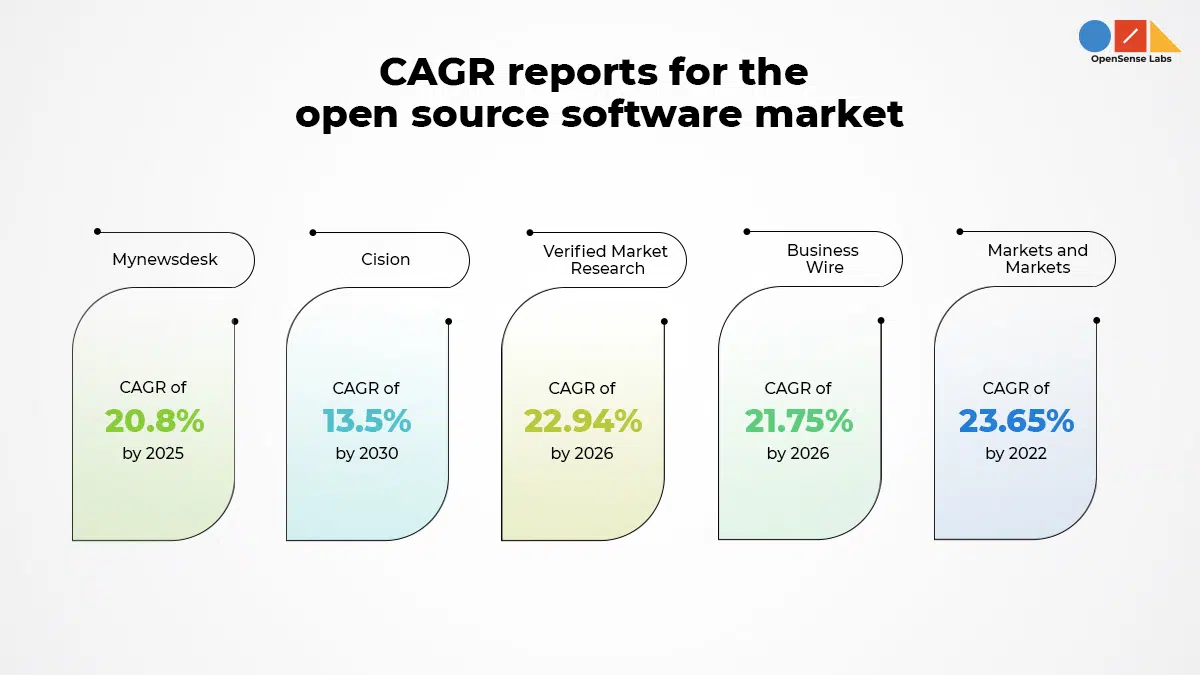 OpenSense Labs
CAGR reports for the
open source software market
Mynewsdesk
CAGR of
20.8%
by 2025
Cision
CAGR of
13.5%
by 2030
Verified Market
Research
CAGR of
22.94%
by 2026
Business
Wire
CAGR of
21.75%
by 2026
Markets and
Markets
CAGR of
23.65%
by 2022